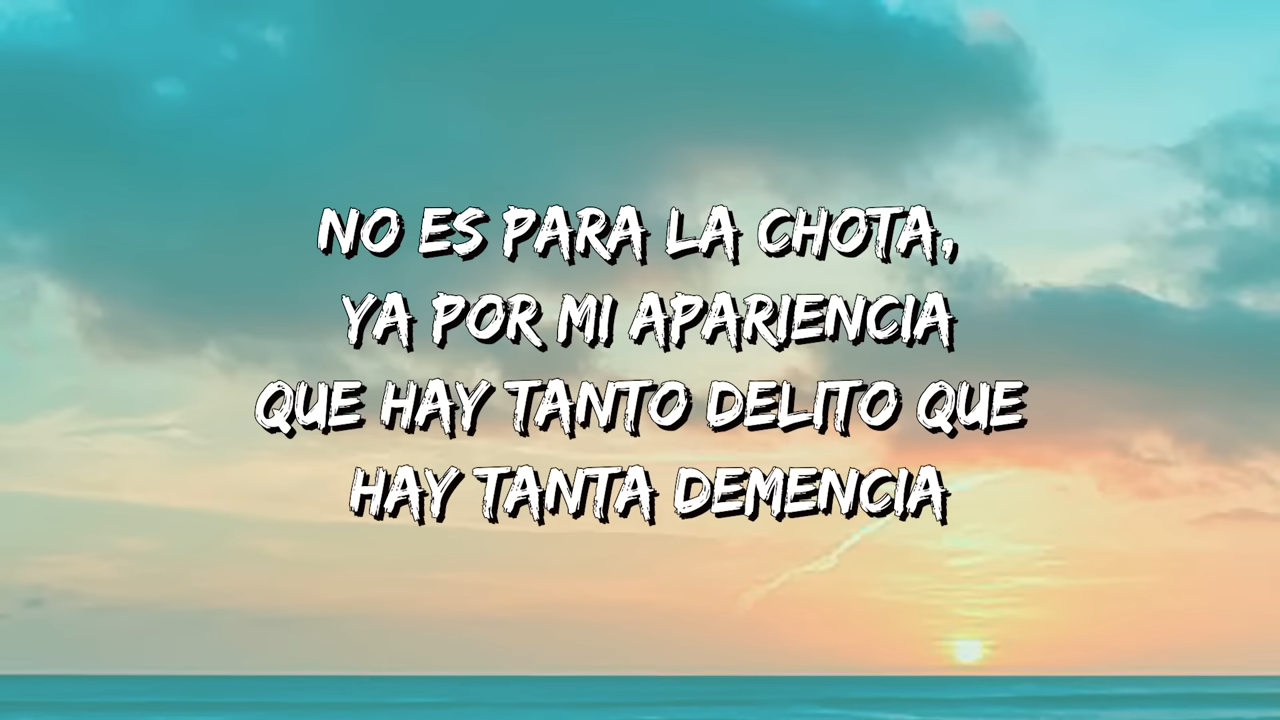 NO ES PARA LA CHOTA,
YA POR MI APARIENCIA
QUE HAY TANTO DELITO QUE
HAY TANTA DEMENCIA